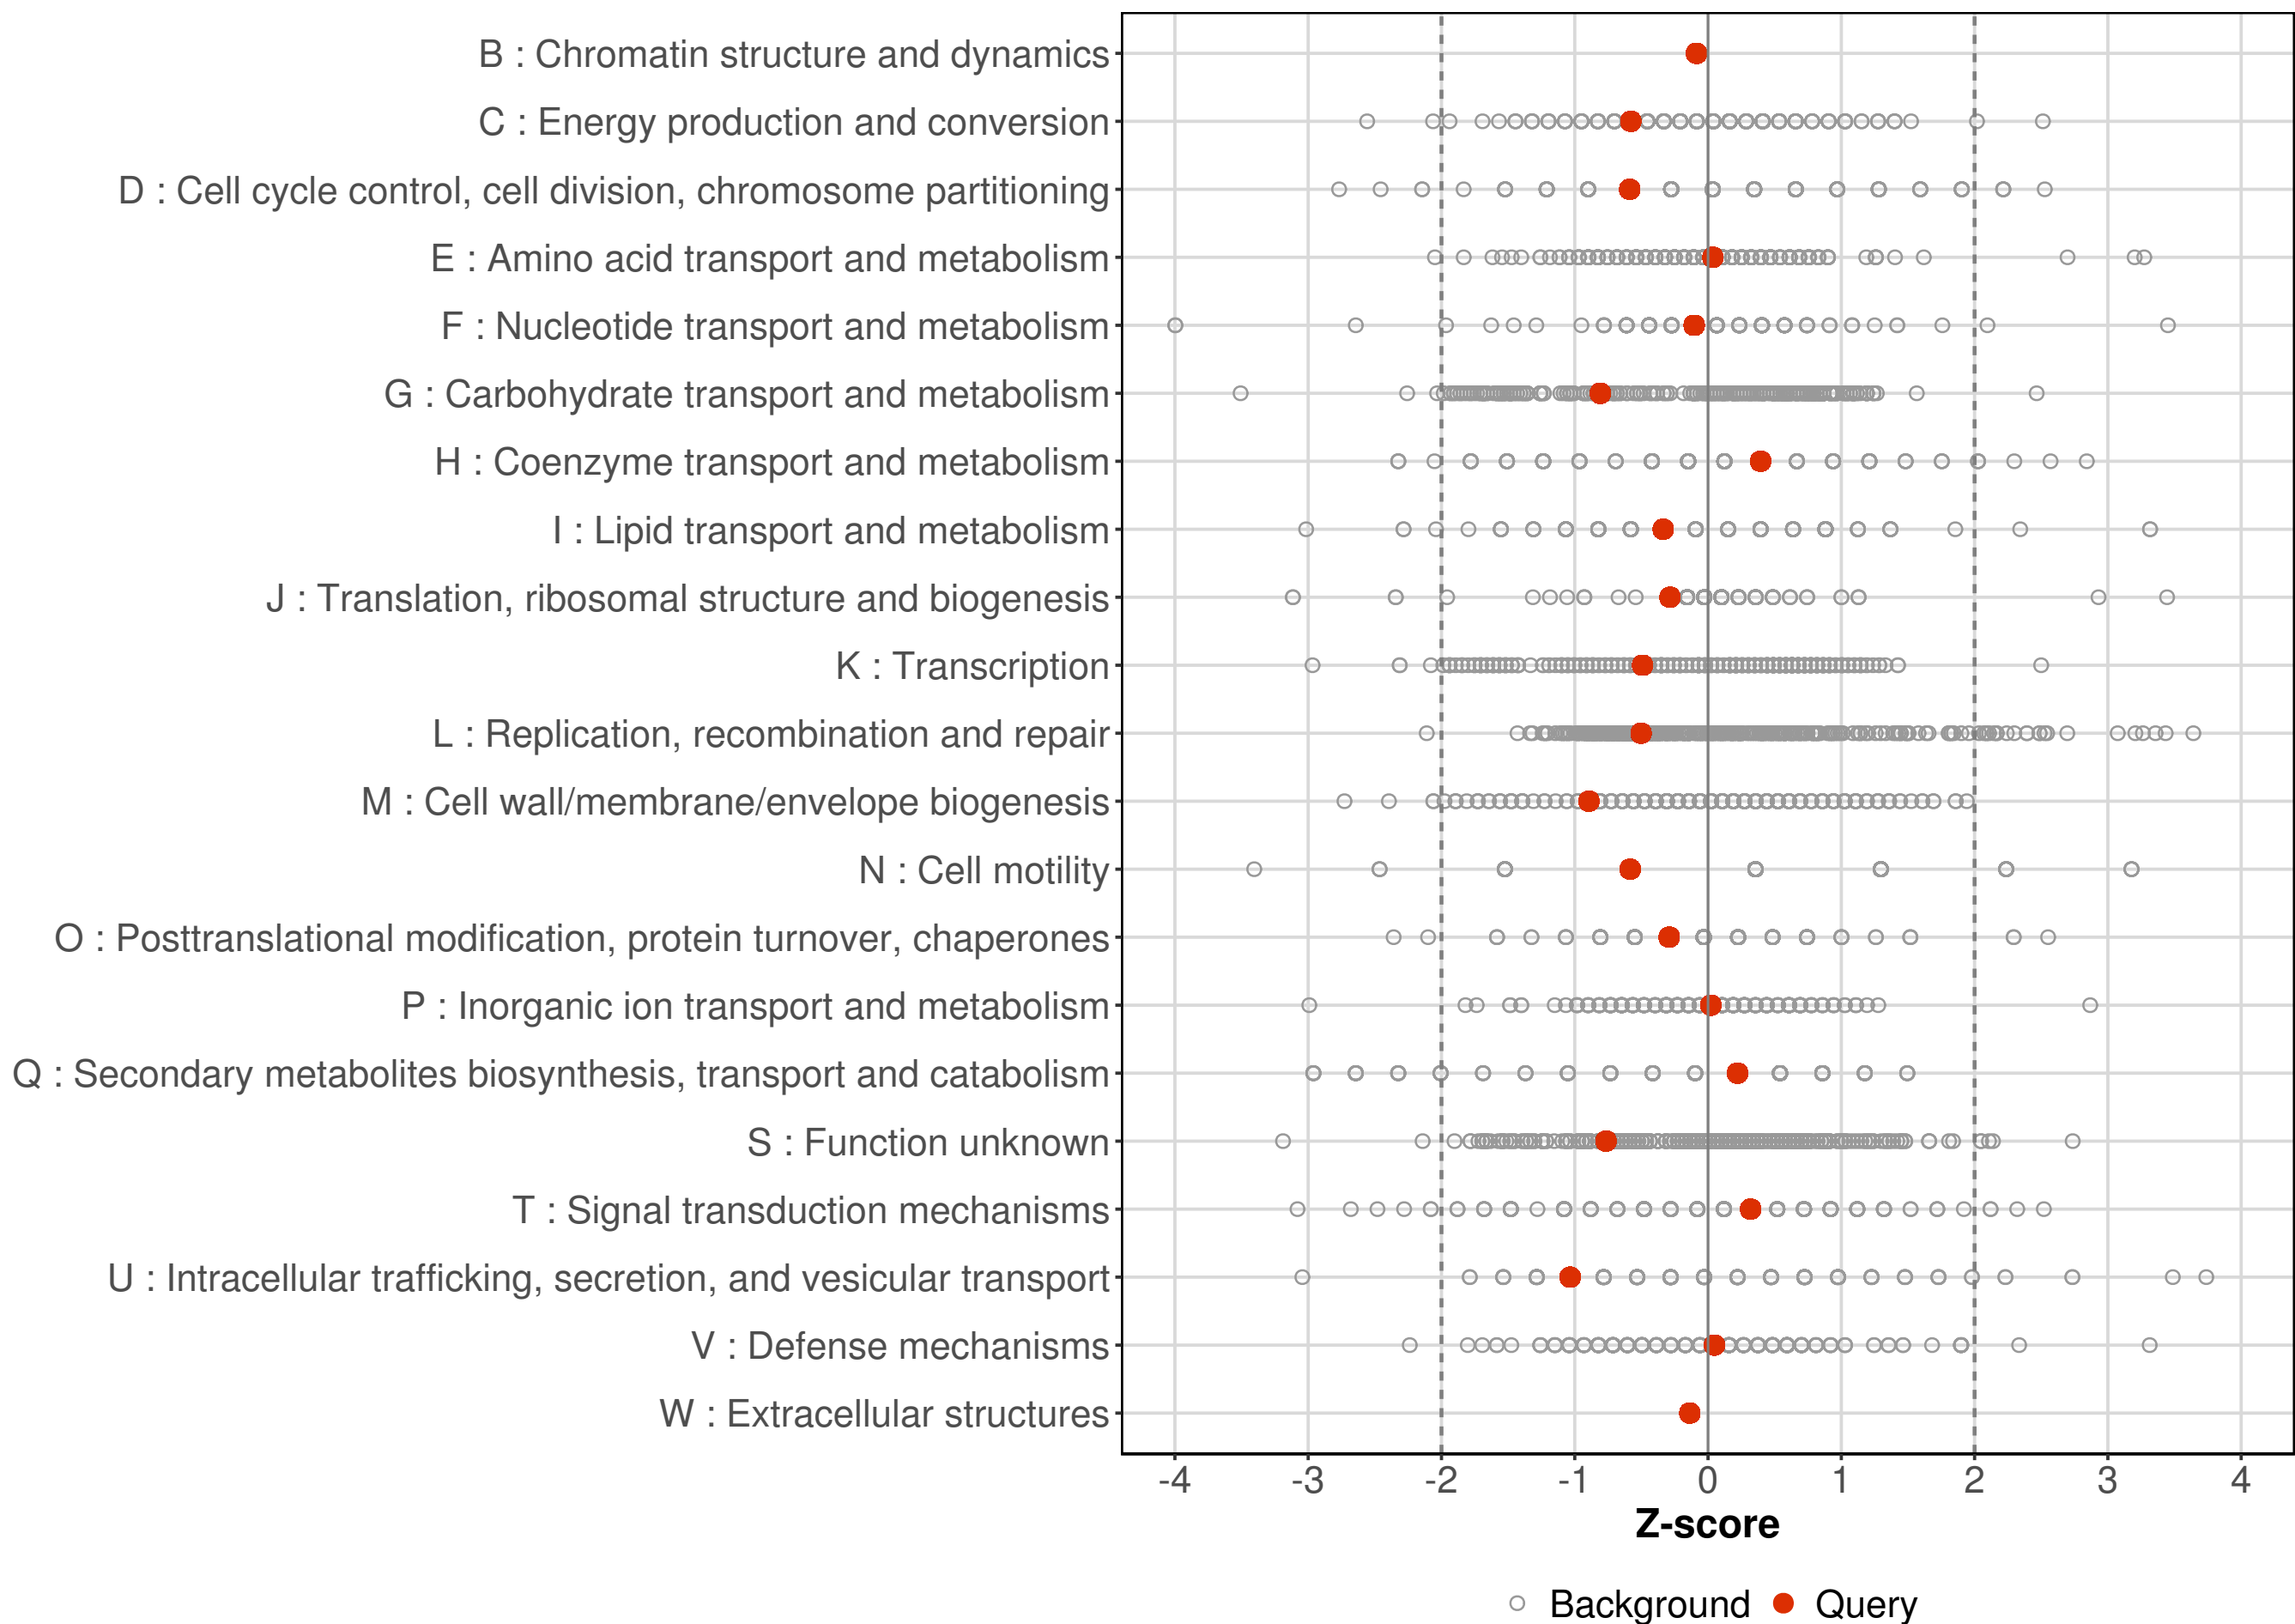 B : Chromatin structure and dynamics
C : Energy production and conversion
D : Cell cycle control, cell division, chromosome partitioning
E : Amino acid transport and metabolism
F : Nucleotide transport and metabolism
G : Carbohydrate transport and metabolism
H : Coenzyme transport and metabolism
I : Lipid transport and metabolism
J : Translation, ribosomal structure and biogenesis
K : Transcription
L : Replication, recombination and repair
M : Cell wall/membrane/envelope biogenesis
N : Cell motility
O : Posttranslational modification, protein turnover, chaperones
P : Inorganic ion transport and metabolism
Q : Secondary metabolites biosynthesis, transport and catabolism
S : Function unknown
T : Signal transduction mechanisms
U : Intracellular trafficking, secretion, and vesicular transport
V : Defense mechanisms
W : Extracellular structures
-4 -3 -2 -1 0 1 2 3 4
Z-score
Background Query